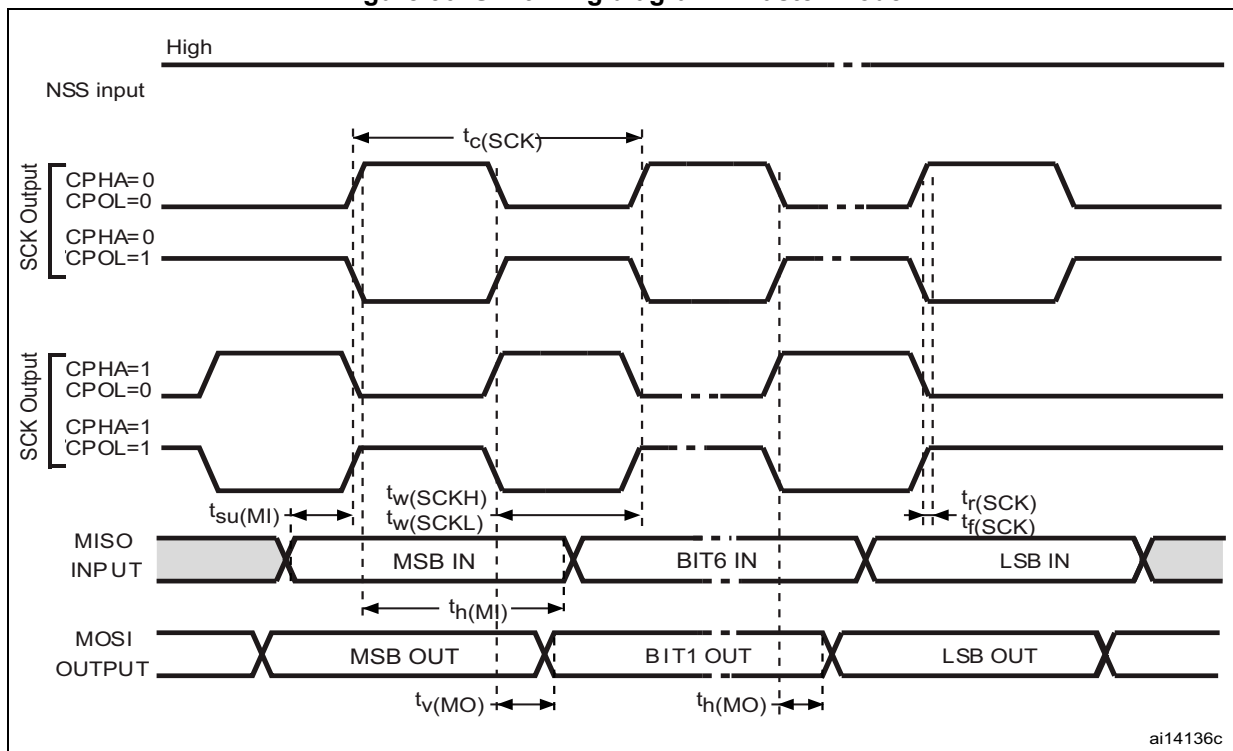 High
NSS input
tc(SCK)
SCK Output
CPHA=0
CPOL=0
CPHA=0
CPOL=1
SCK Output
CPHA=1
CPOL=0
CPHA=1
CPOL=1
tsu(MI)
tw(SCKH)
tw(SCKL)
tr(SCK)
tf(SCK)
MISO
INPUT
MSB IN
BIT6 IN
LSB IN
th(MI)
MOSI
OUTPUT
MSB OUT
BIT1 OUT
LSB OUT
tv(MO)
th(MO)
ai14136c